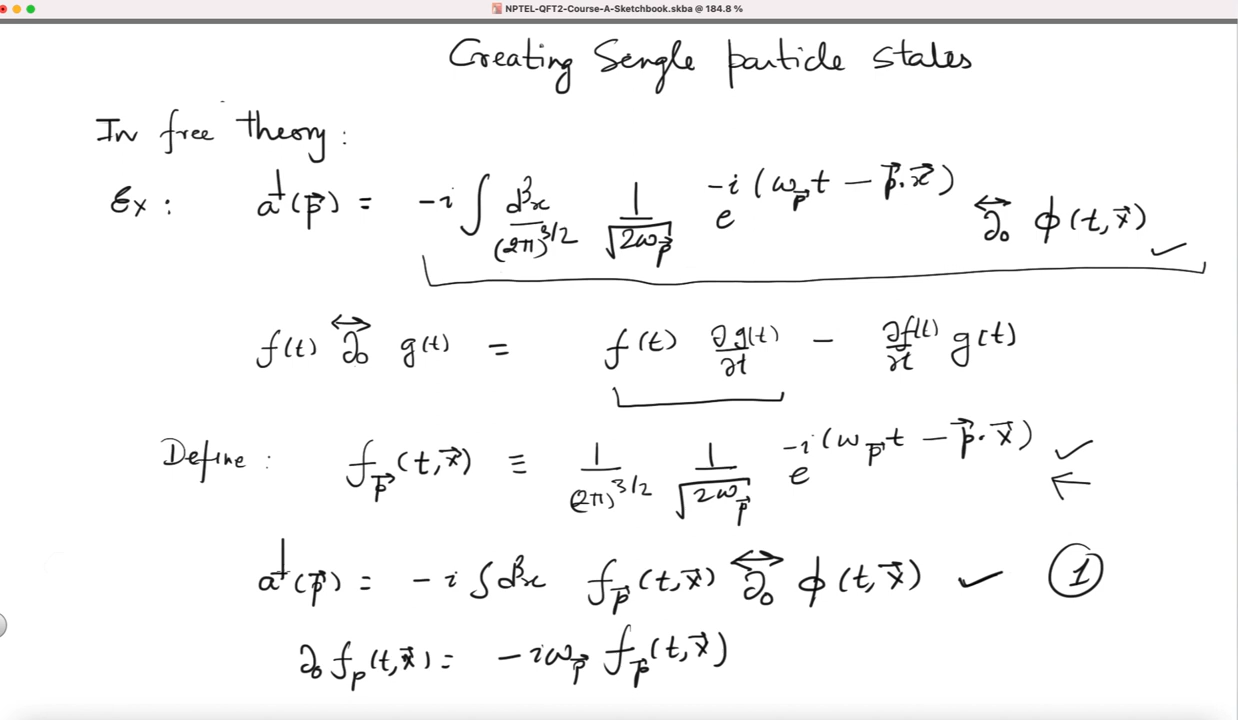 NPTEL-QFT2-Course-A-Sketchbook.skba @ 184.8 %
Creating Sengle particle states
In free theory :
Ex : a†(p⃗) = -i ∫ d³x/(2π)^{3/2} 1/√(2ω_p⃗) e^{-i(ω_p⃗ t - p⃗.x⃗)} ∂₀↔ ϕ(t,x⃗) ✓
f(t) ∂₀↔ g(t) = f(t) ∂g(t)/∂t - ∂f(t)/∂t g(t)
Define : f_p⃗(t,x⃗) ≡ 1/(2π)^{3/2} 1/√(2ω_p⃗) e^{-i(ω_p⃗ t - p⃗.x⃗)} ✓ ←
a†(p⃗) = -i ∫d³x f_p⃗(t,x⃗) ∂₀↔ ϕ(t,x⃗) ✓ ①
∂₀ f_p(t,x⃗) = -iω_p⃗ f_p⃗(t,x⃗)